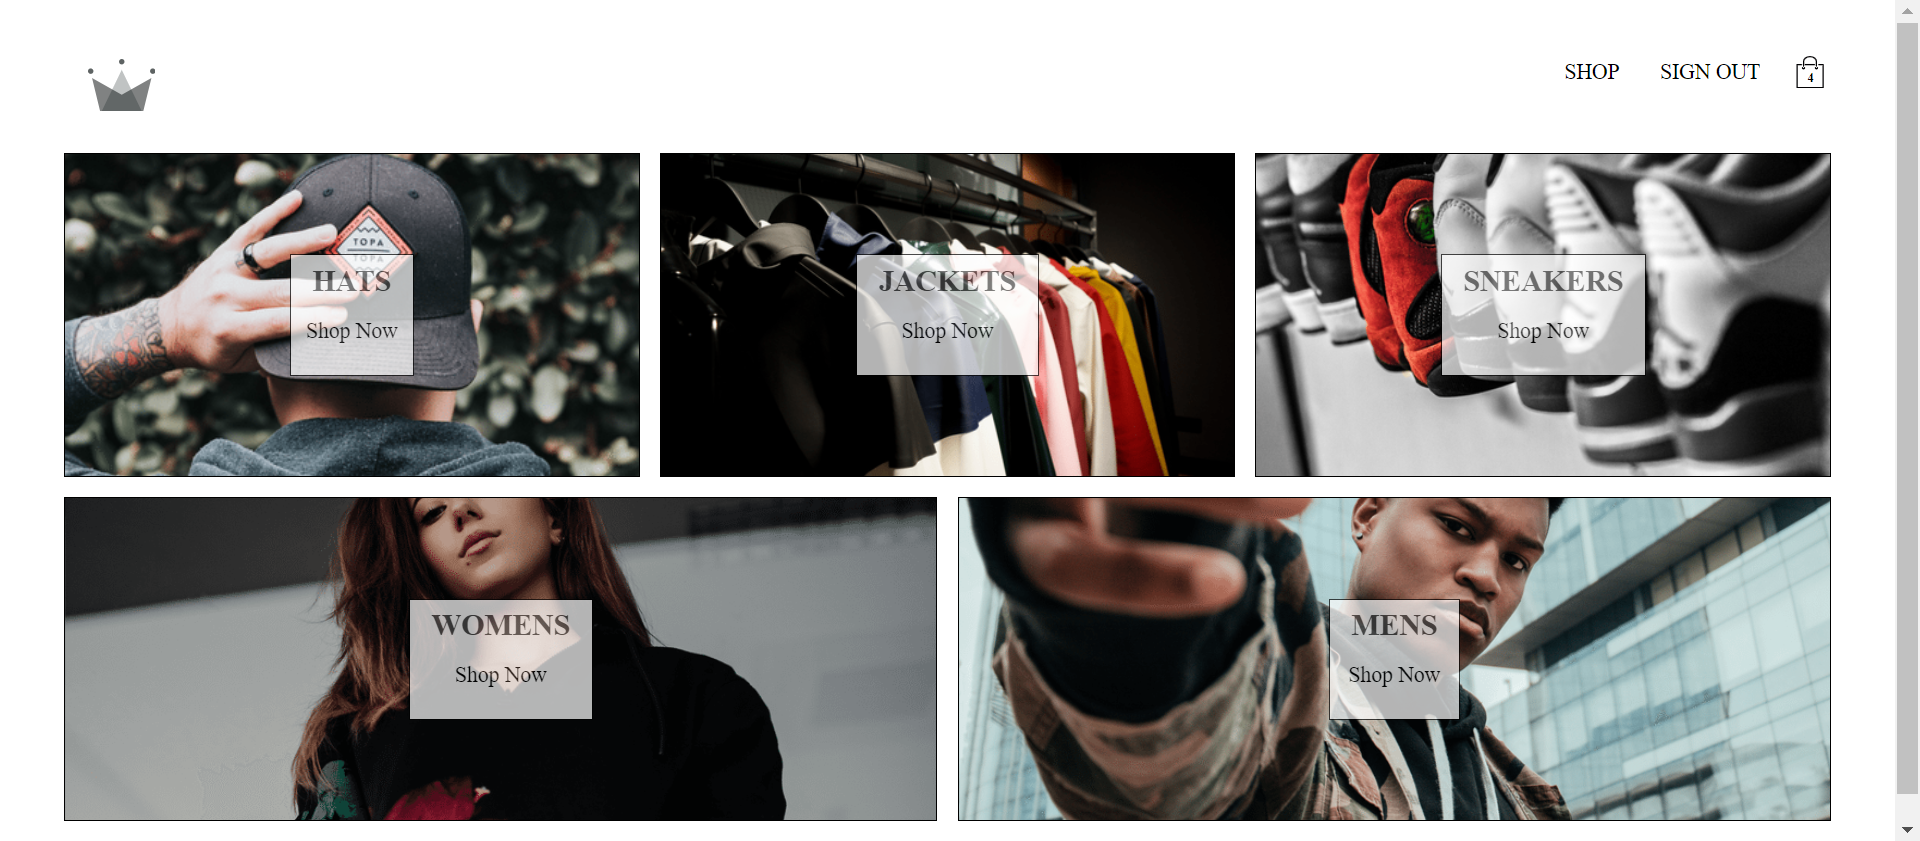 SHOP
SIGN OUT
4
TOPA
TOPA
HATS
Shop Now
JACKETS
Shop Now
SNEAKERS
Shop Now
WOMENS
Shop Now
MENS
Shop Now